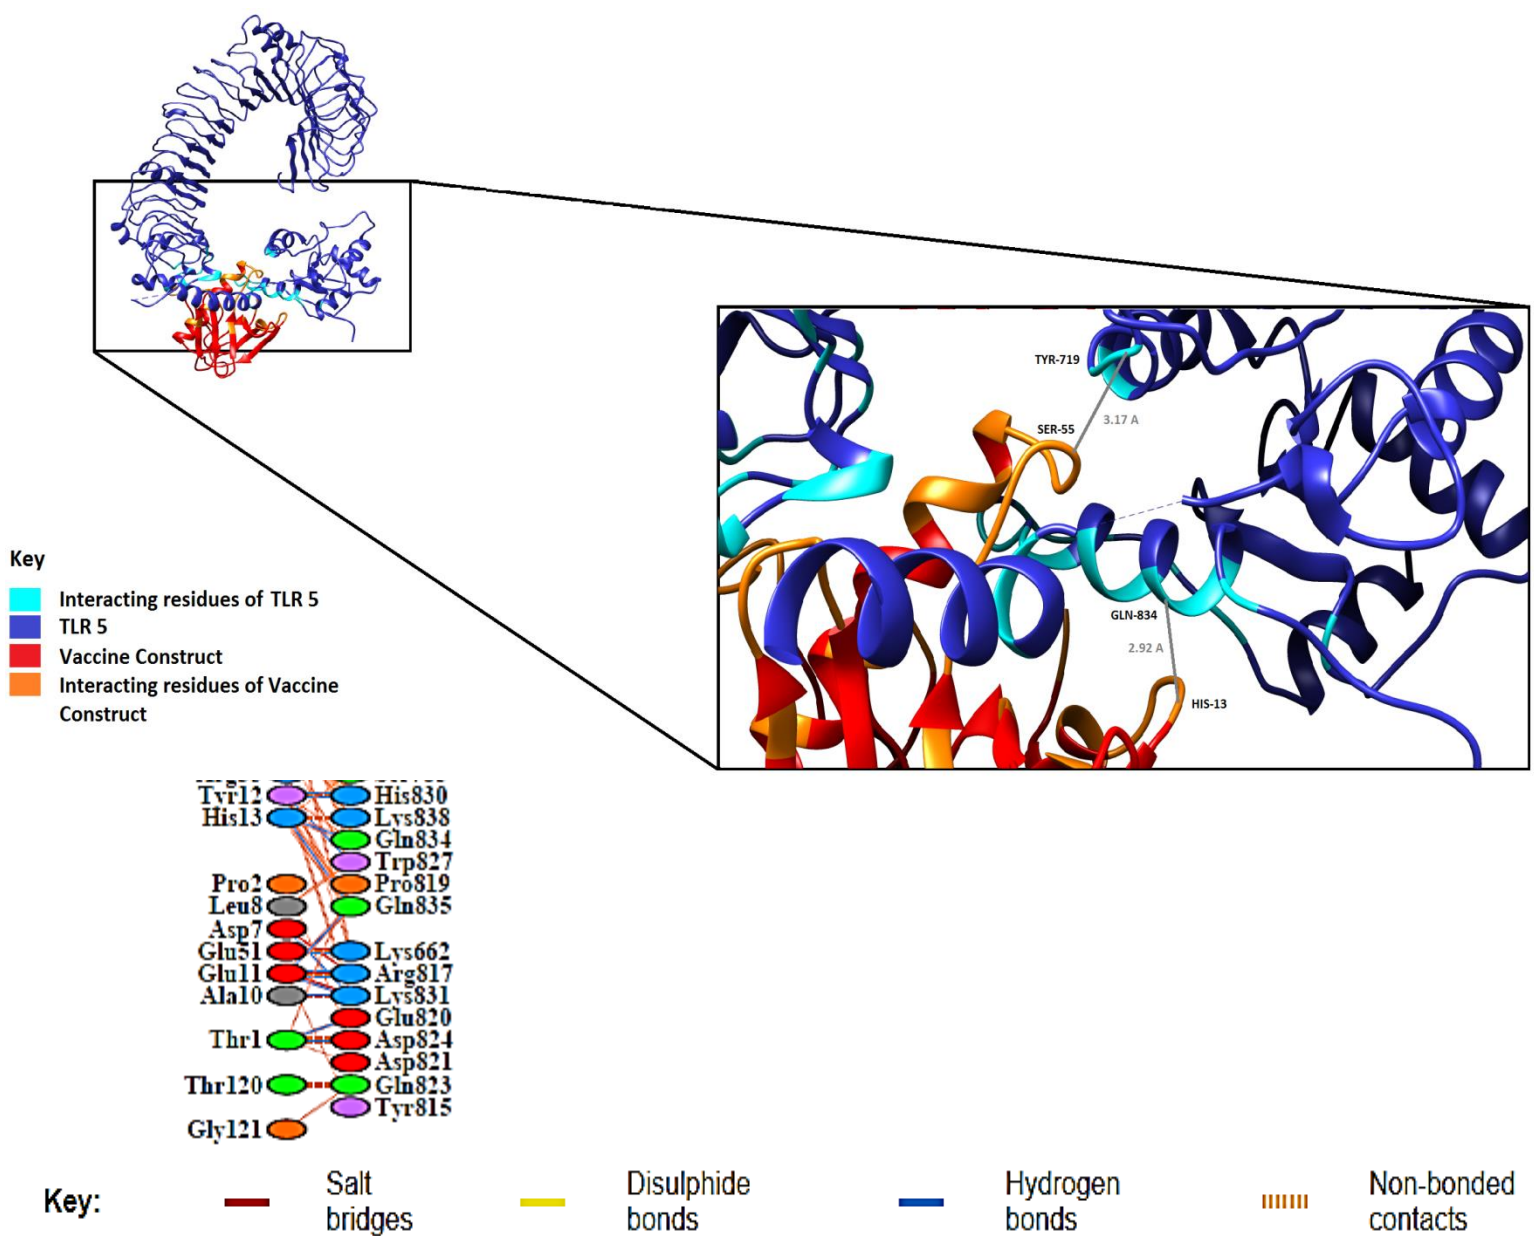 TYR-719
3.17 A
SER-55
GLN-834
2.92 A
HIS-13
Key
Interacting residues of TLR 5
TLR 5
Vaccine Construct
Interacting residues of Vaccine
Construct
Tyr12 His830
His13 Lys838
Gln834
Trp827
Pro2 Pro819
Leu8 Gln835
Asp7
Glu51 Lys662
Glu11 Arg817
Ala10 Lys831
Glu820
Thr1 Asp824
Asp821
Thr120 Gln823
Tyr815
Gly121
Key:
Salt
bridges
Disulphide
bonds
Hydrogen
bonds
Non-bonded
contacts